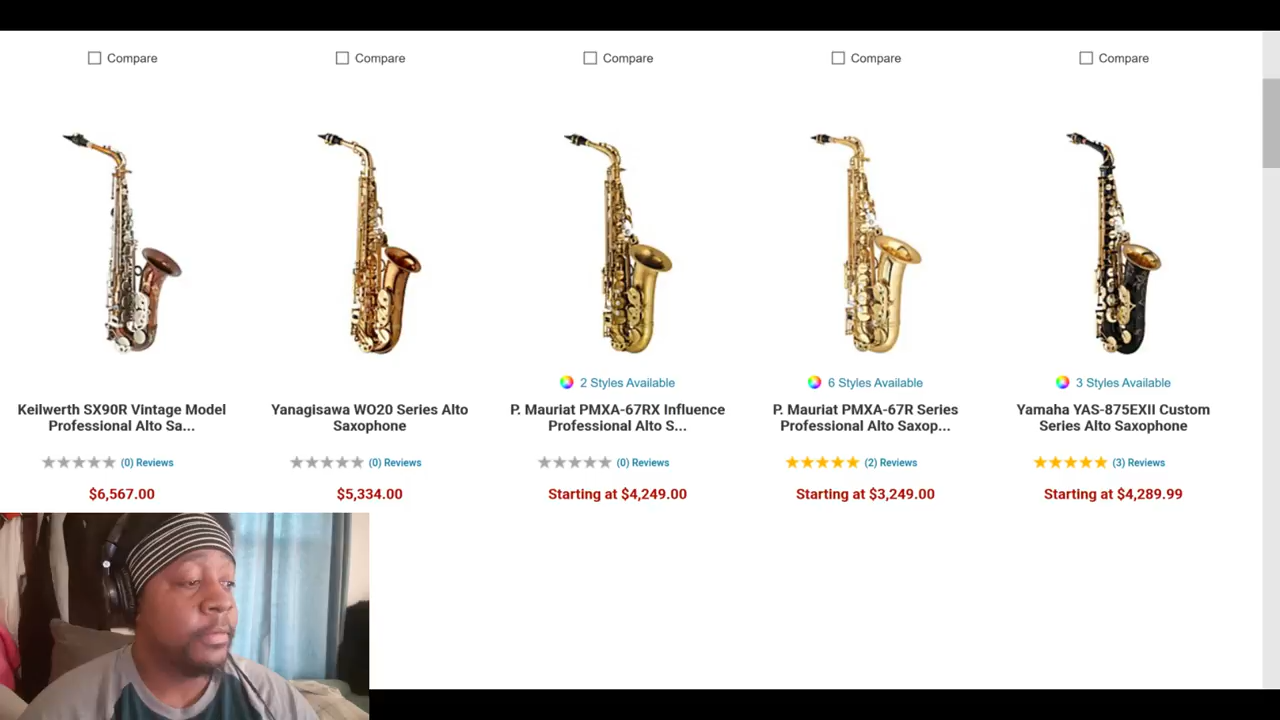 Compare
Compare
Compare
Compare
Compare
2 Styles Available
6 Styles Available
3 Styles Available
Keilwerth SX90R Vintage Model
Professional Alto Sa...
Yanagisawa WO20 Series Alto
Saxophone
P. Mauriat PMXA-67RX Influence
Professional Alto S...
P. Mauriat PMXA-67R Series
Professional Alto Saxop...
Yamaha YAS-875EXII Custom
Series Alto Saxophone
(0) Reviews
(0) Reviews
(0) Reviews
(2) Reviews
(3) Reviews
$6,567.00
$5,334.00
Starting at $4,249.00
Starting at $3,249.00
Starting at $4,289.99